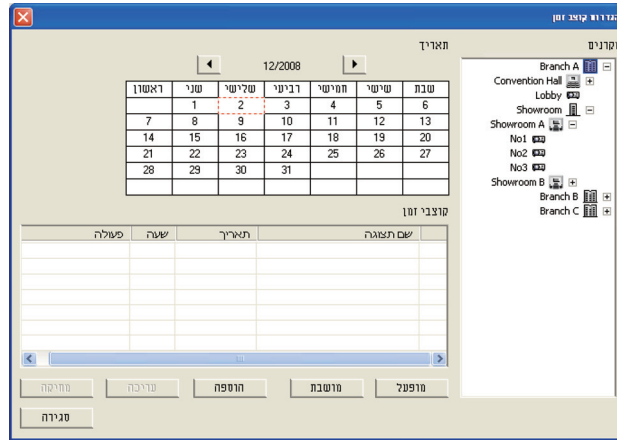 הגדרות קוצב זמן
מקרנים
Branch A
Convention Hall
Lobby
Showroom
Showroom A
No1
No2
No3
Showroom B
Branch B
Branch C
תאריך
12/2008
ראשון שני שלישי רביעי חמישי שישי שבת
1 2 3 4 5 6
7 8 9 10 11 12 13
14 15 16 17 18 19 20
21 22 23 24 25 26 27
28 29 30 31
קוצבי זמן
שם תצוגה תאריך שעה פעולה
מופעל מושבת הוספה עריכה מחיקה
סגירה